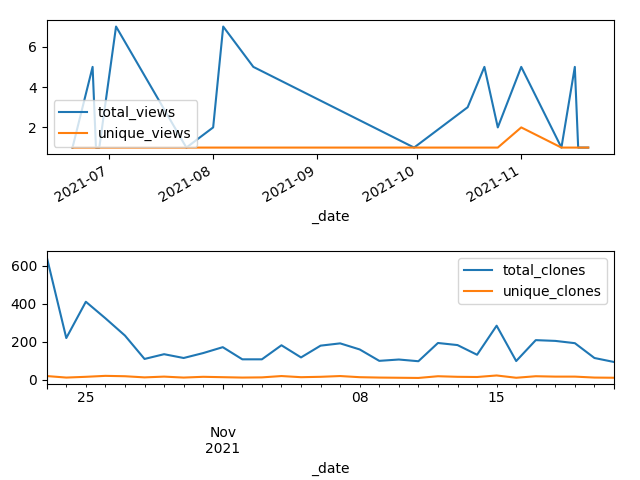 6
4
2
total_views
unique_views
2021-07
2021-08
2021-09
2021-10
2021-11
_date
600
400
200
0
total_clones
unique_clones
25
Nov
2021
08
15
_date